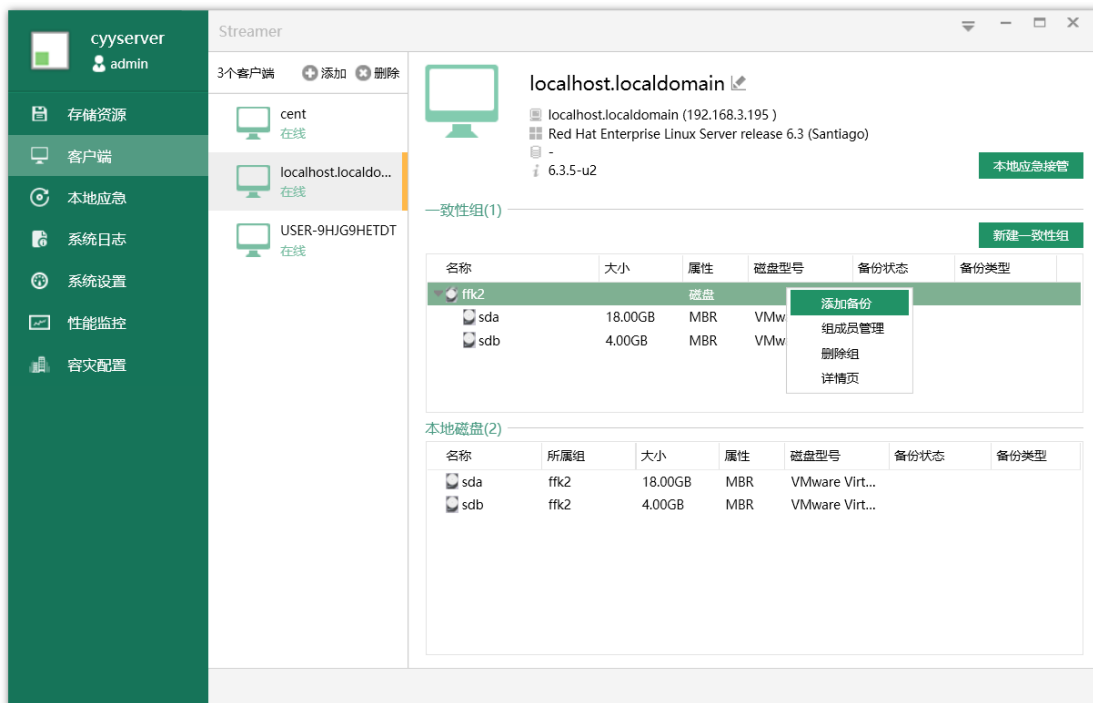 cyyserver
admin
存储资源
客户端
本地应急
系统日志
系统设置
性能监控
容灾配置
Streamer
3个客户端 添加 删除
cent
在线
localhost.localdo...
在线
USER-9HJG9HETDT
在线
localhost.localdomain
localhost.localdomain (192.168.3.195 )
Red Hat Enterprise Linux Server release 6.3 (Santiago)
-
6.3.5-u2
本地应急接管
一致性组(1)
新建一致性组
名称 大小 属性 磁盘型号 备份状态 备份类型
ffk2 磁盘
sda 18.00GB MBR VMw
sdb 4.00GB MBR VMw
添加备份
组成员管理
删除组
详情页
本地磁盘(2)
名称 所属组 大小 属性 磁盘型号 备份状态 备份类型
sda ffk2 18.00GB MBR VMware Virt...
sdb ffk2 4.00GB MBR VMware Virt...